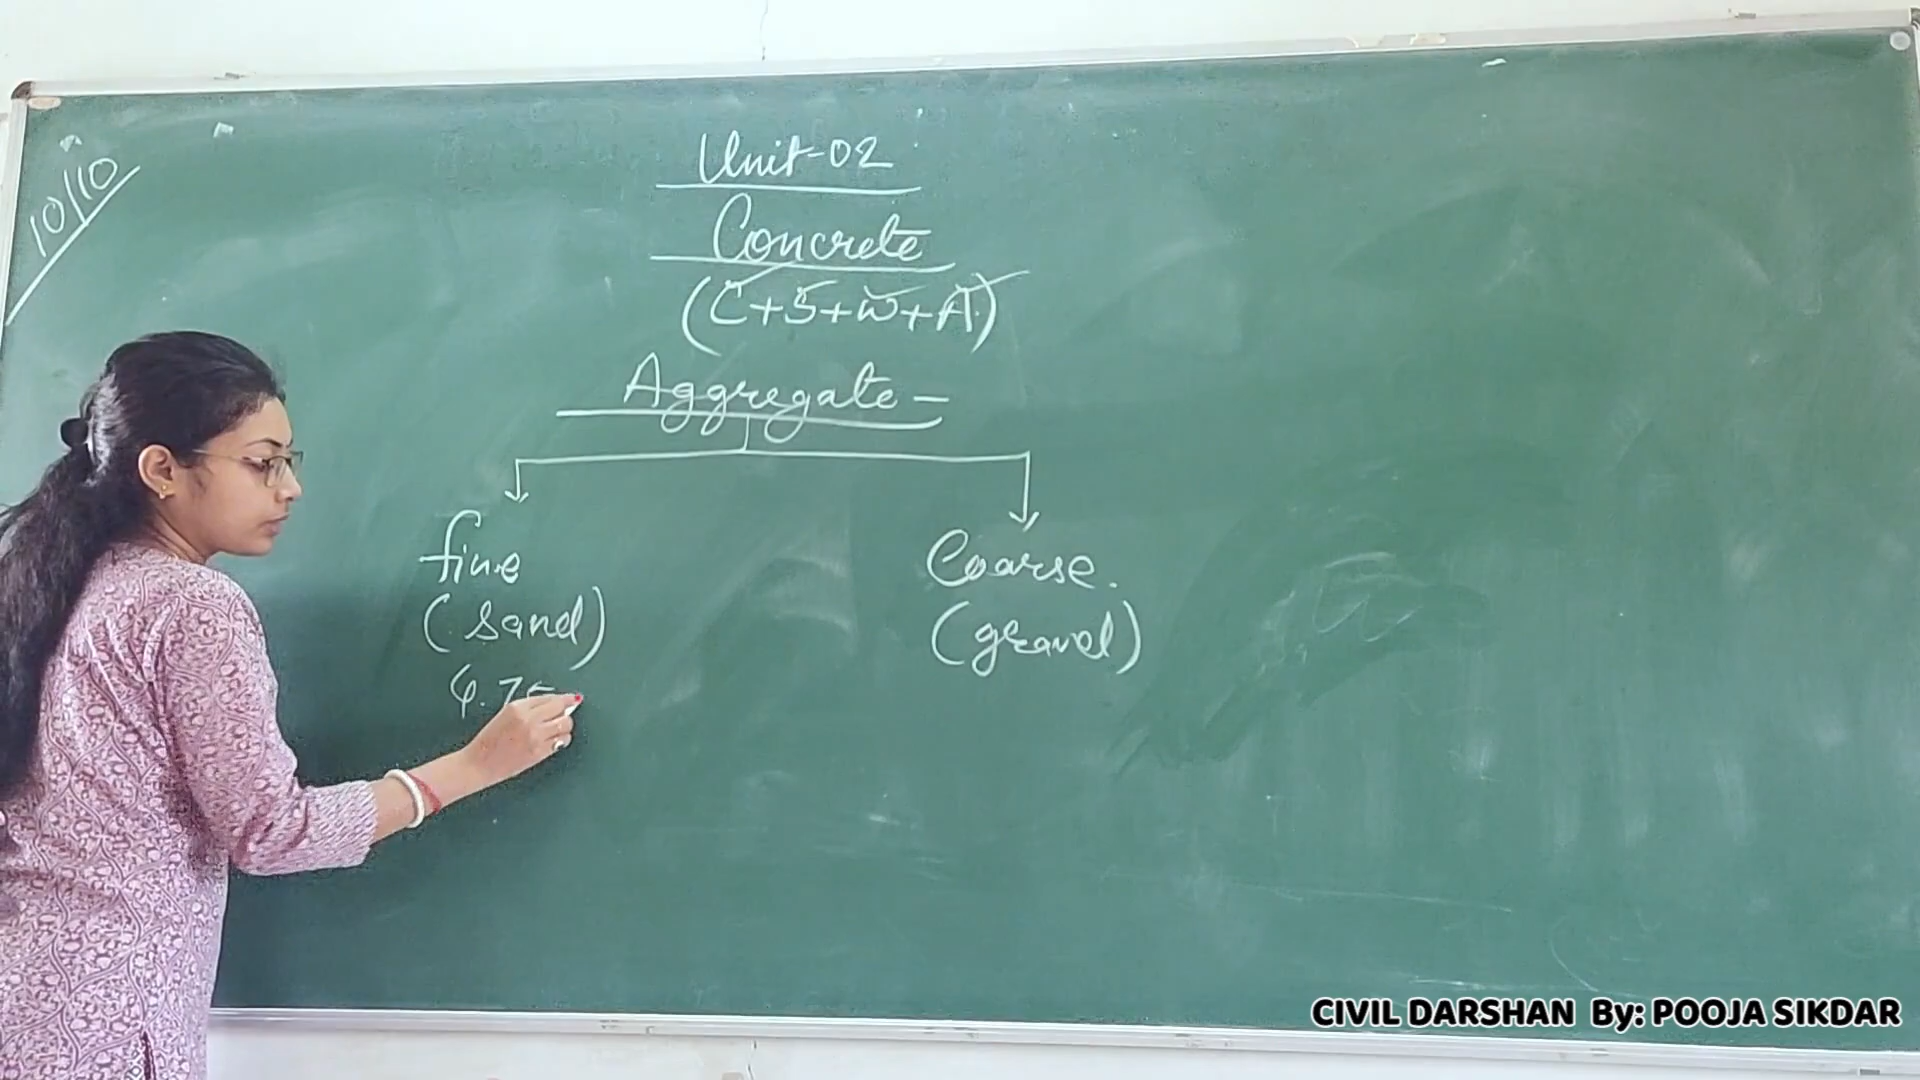 10/10
Unit-02
Concrete
(C+S+W+A)
Aggregate -
fine
Coarse.
(sand)
(gravel)
4.75
CIVIL DARSHAN By: POOJA SIKDAR